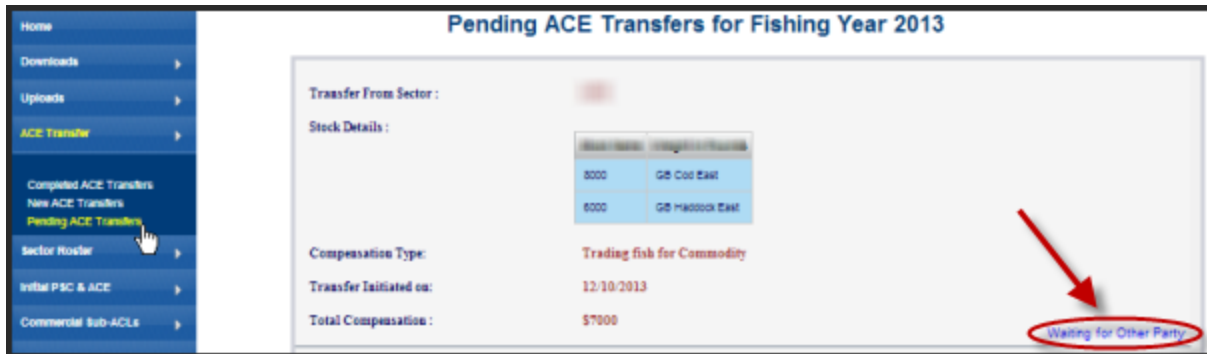 Home
Pending ACE Transfers for Fishing Year 2013
Downloads
Uploads
ACE Transfer
Completed ACE Transfers
New ACE Transfers
Pending ACE Transfers
Sector Roster
Initial PSC & ACE
Commercial Sub-ACLs
Transfer From Sector :
Stock Details :
8000 GB Cod East
6000 GB Haddock East
Compensation Type: Trading fish for Commodity
Transfer Initiated on: 12/10/2013
Total Compensation : $7000
Waiting for Other Party